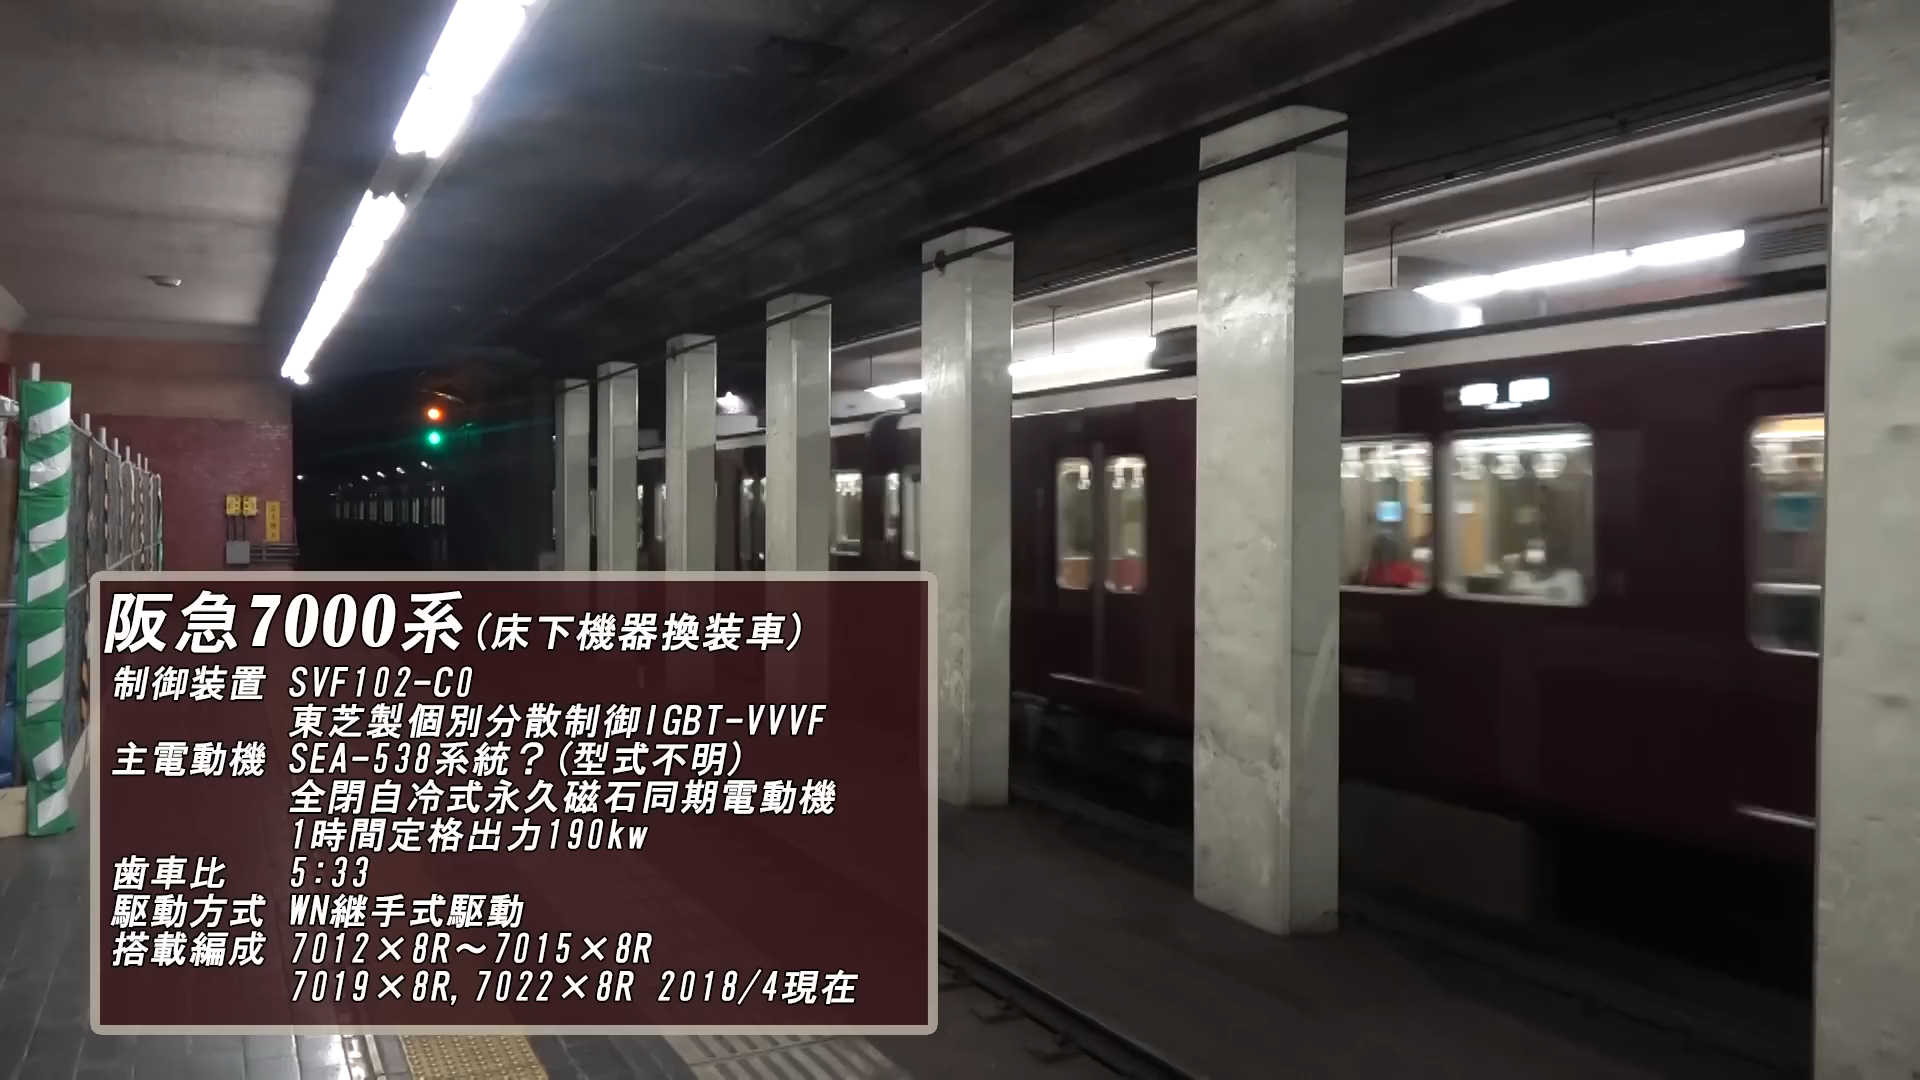 阪急7000系(床下機器換装車)
制御装置 SVF102-C0
東芝製個別分散制御IGBT-VVVF
主電動機 SEA-538系統？(型式不明)
全閉自冷式永久磁石同期電動機
1時間定格出力190kw
歯車比 5:33
駆動方式 WN継手式駆動
搭載編成 7012×8R～7015×8R
7019×8R,7022×8R 2018/4現在